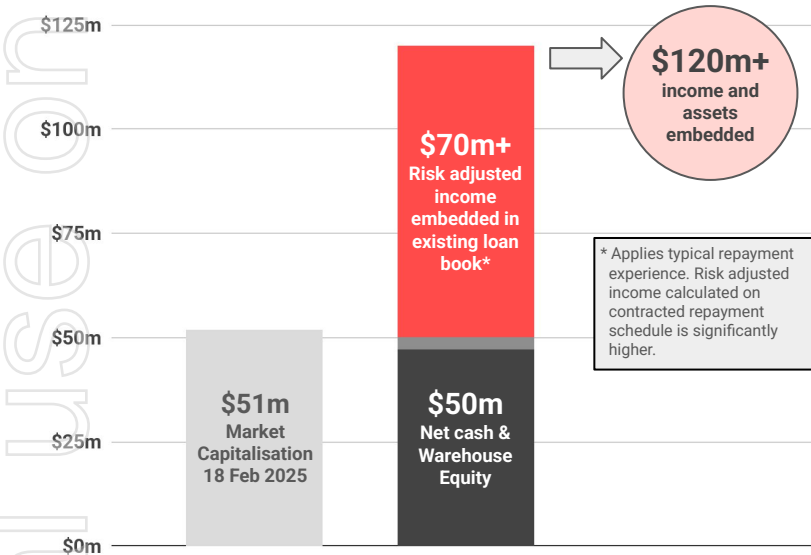 $125m
$100m
$75m
$50m
$25m
$0m
$51m
Market
Capitalisation
18 Feb 2025
$70m+
Risk adjusted
income
embedded in
existing loan
book*
$50m
Net cash &
Warehouse
Equity
$120m+
income and
assets
embedded
* Applies typical repayment
experience. Risk adjusted
income calculated on
contracted repayment
schedule is significantly
higher.
use on